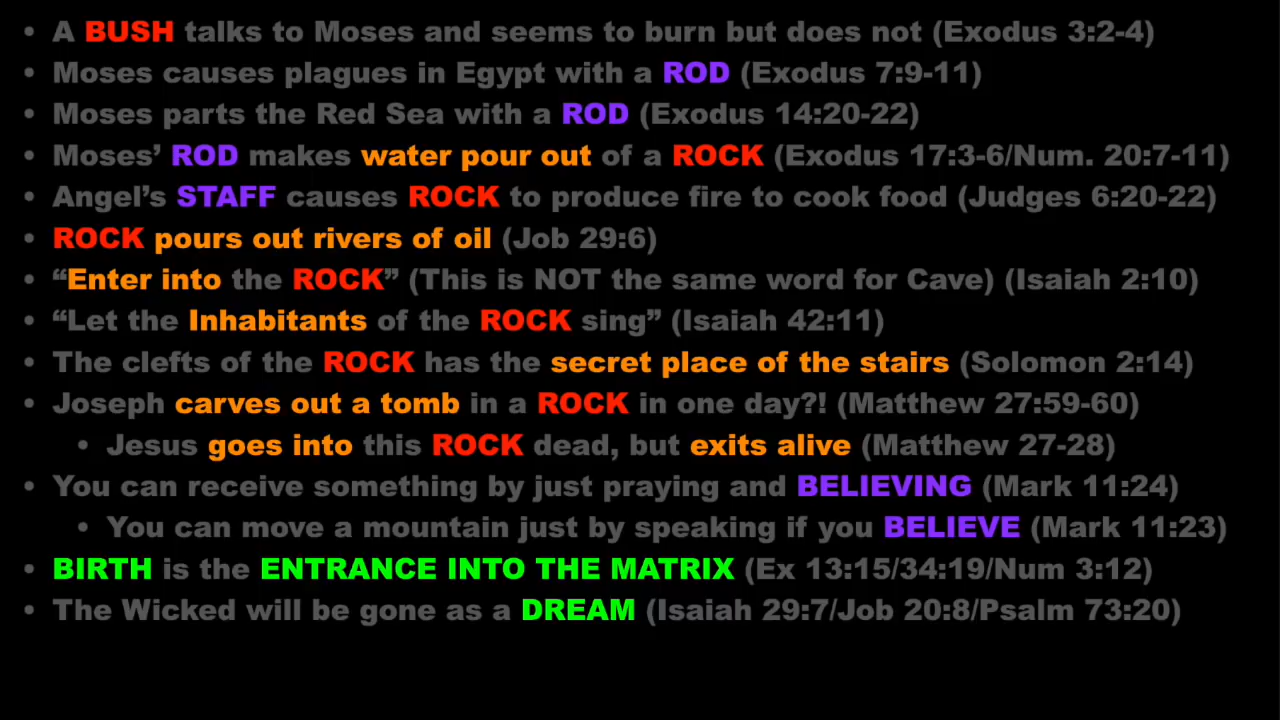 • A BUSH talks to Moses and seems to burn but does not (Exodus 3:2-4)
• Moses causes plagues in Egypt with a ROD (Exodus 7:9-11)
• Moses parts the Red Sea with a ROD (Exodus 14:20-22)
• Moses’ ROD makes water pour out of a ROCK (Exodus 17:3-6/Num. 20:7-11)
• Angel’s STAFF causes ROCK to produce fire to cook food (Judges 6:20-22)
• ROCK pours out rivers of oil (Job 29:6)
• “Enter into the ROCK” (This is NOT the same word for Cave) (Isaiah 2:10)
• “Let the Inhabitants of the ROCK sing” (Isaiah 42:11)
• The clefts of the ROCK has the secret place of the stairs (Solomon 2:14)
• Joseph carves out a tomb in a ROCK in one day?! (Matthew 27:59-60)
• Jesus goes into this ROCK dead, but exits alive (Matthew 27-28)
• You can receive something by just praying and BELIEVING (Mark 11:24)
• You can move a mountain just by speaking if you BELIEVE (Mark 11:23)
• BIRTH is the ENTRANCE INTO THE MATRIX (Ex 13:15/34:19/Num 3:12)
• The Wicked will be gone as a DREAM (Isaiah 29:7/Job 20:8/Psalm 73:20)